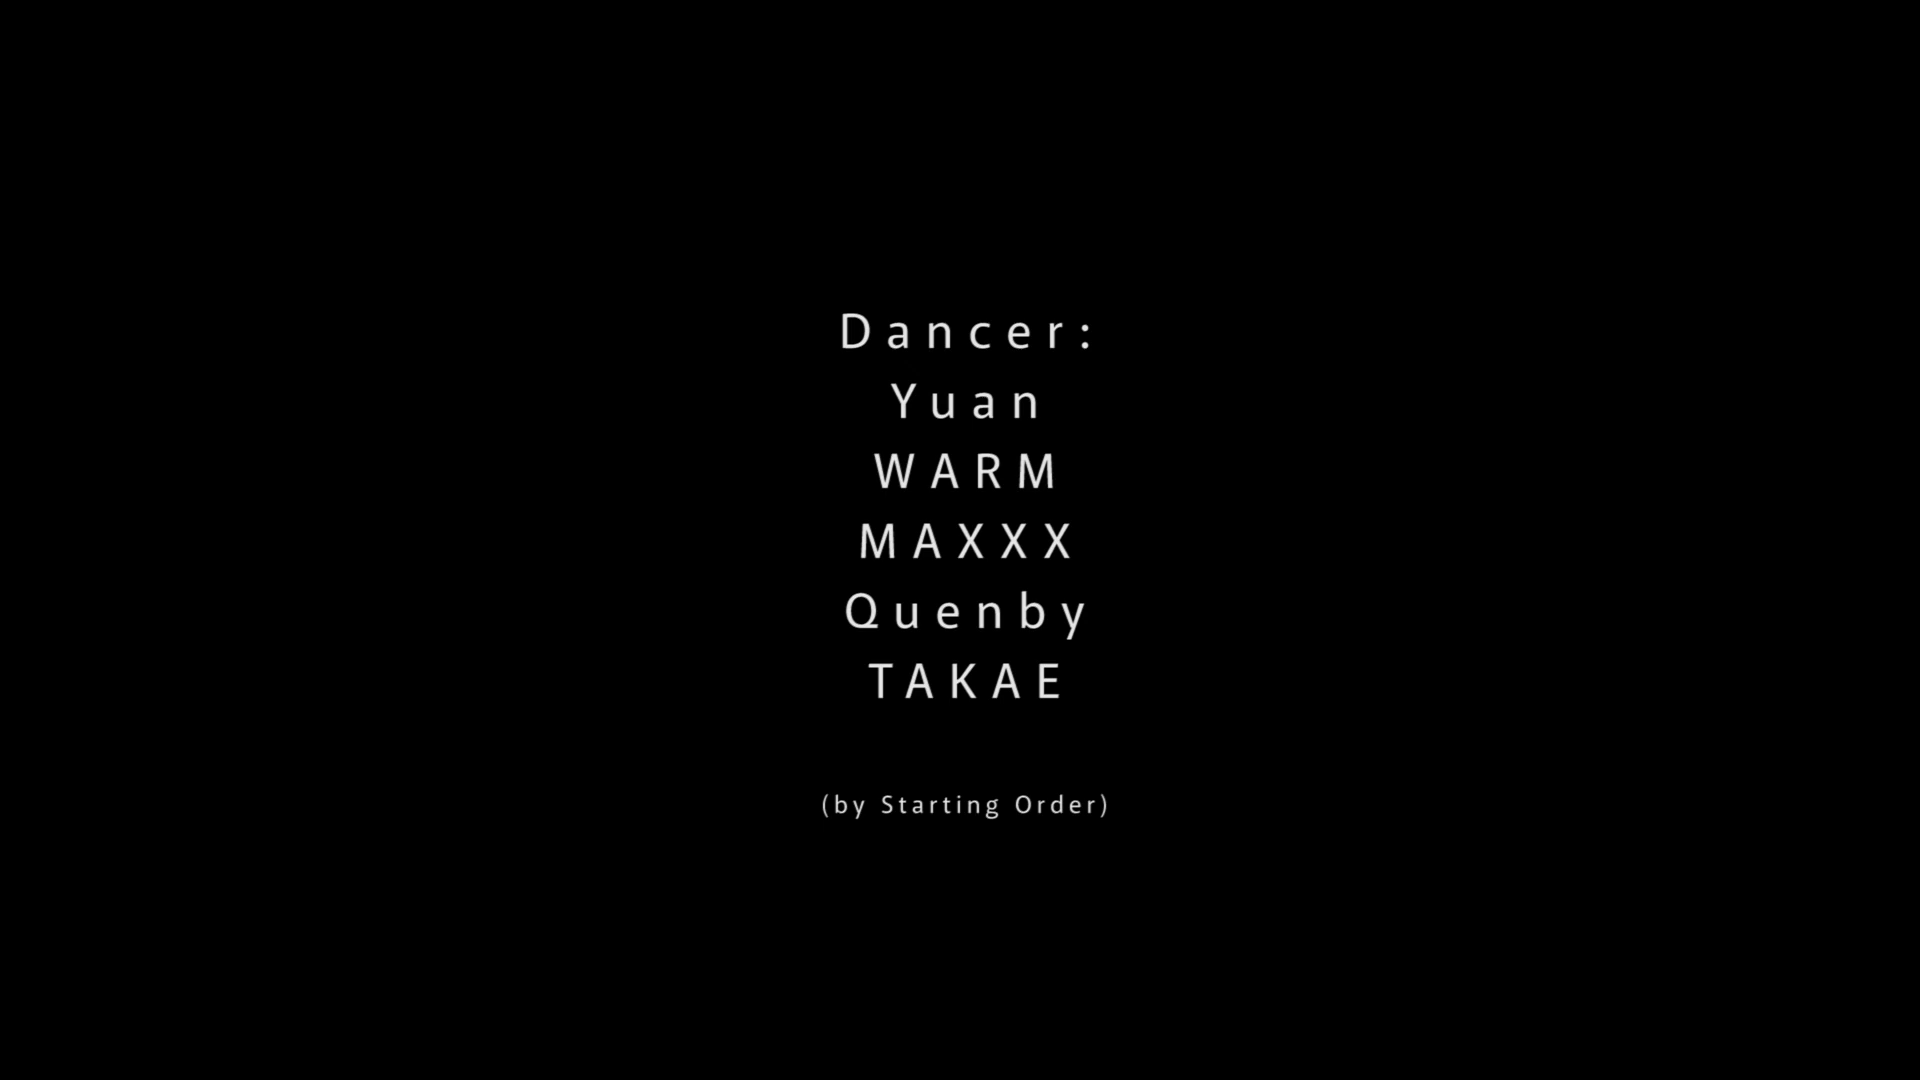 Dancer:
Yuan
WARM
MAXXX
Quenby
TAKAE
(by Starting Order)